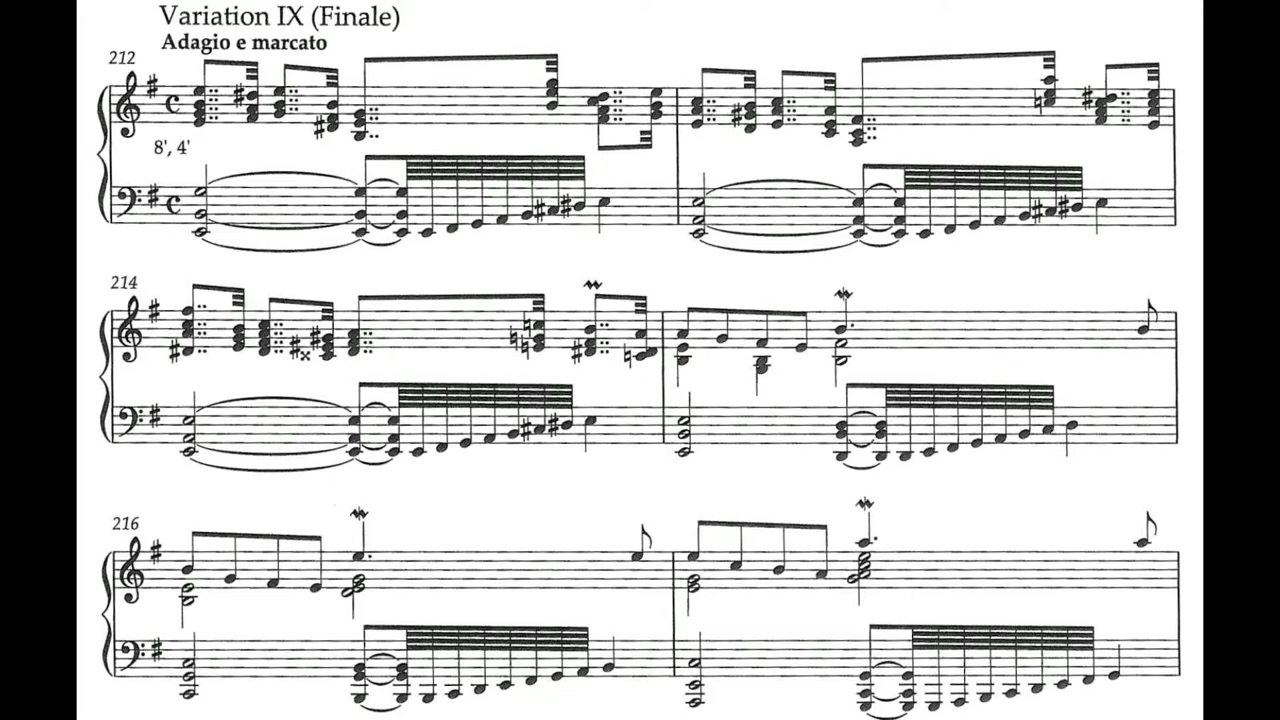 Variation IX (Finale)
Adagio e marcato
212
8', 4'
214
216